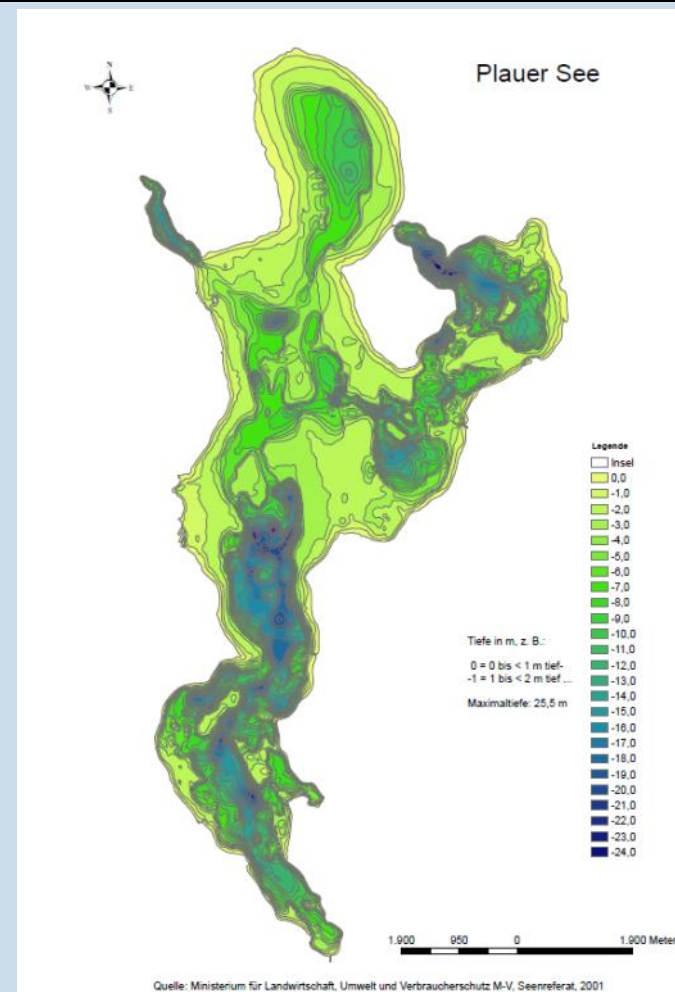 Plauer See
N
W E
S
Legende
Insel
0,0
-1,0
-2,0
-3,0
-4,0
-5,0
-6,0
-7,0
-8,0
-9,0
-10,0
-11,0
-12,0
-13,0
-14,0
-15,0
-16,0
-17,0
-18,0
-19,0
-20,0
-21,0
-22,0
-23,0
-24,0
Tiefe in m, z. B.:
0 = 0 bis < 1 m tief-
-1 = 1 bis < 2 m tief ...
Maximaltiefe: 25,5 m
1.900 950 0 1.900 Meter
Quelle: Ministerium für Landwirtschaft, Umwelt und Verbraucherschutz M-V, Seenreferat, 2001